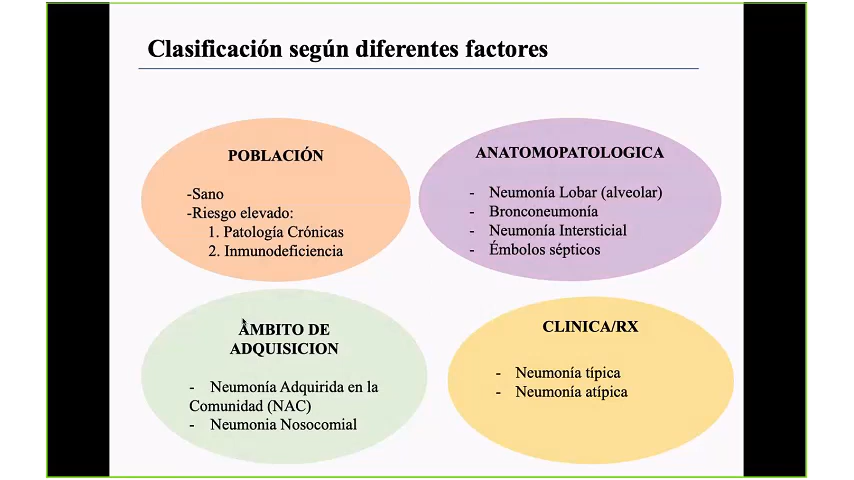 Clasificación según diferentes factores
POBLACIÓN
-Sano
-Riesgo elevado:
1. Patología Crónicas
2. Inmunodeficiencia
ANATOMOPATOLOGICA
- Neumonía Lobar (alveolar)
- Bronconeumonía
- Neumonía Intersticial
- Émbolos sépticos
ÁMBITO DE
ADQUISICION
- Neumonía Adquirida en la
Comunidad (NAC)
- Neumonia Nosocomial
CLINICA/RX
- Neumonía típica
- Neumonía atípica